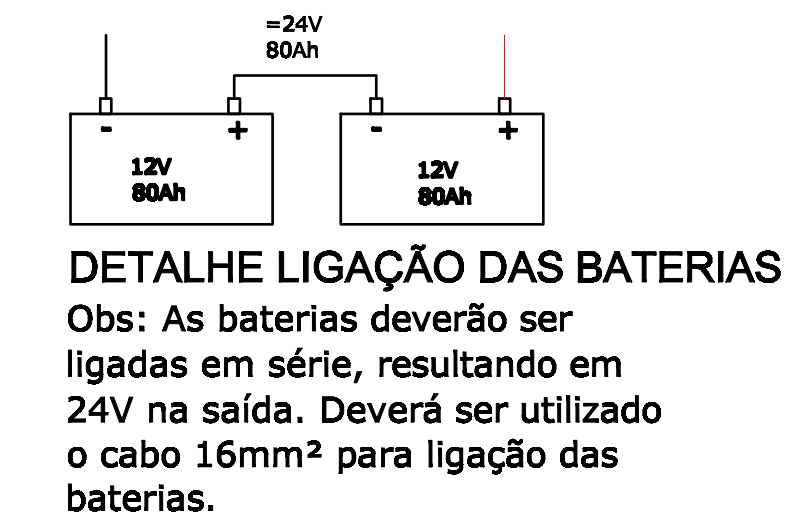 =24V
80Ah
- +
- +
12V
80Ah
12V
80Ah
DETALHE LIGAÇÃO DAS BATERIAS
Obs: As baterias deverão ser
ligadas em série, resultando em
24V na saída. Deverá ser utilizado
o cabo 16mm² para ligação das
baterias.